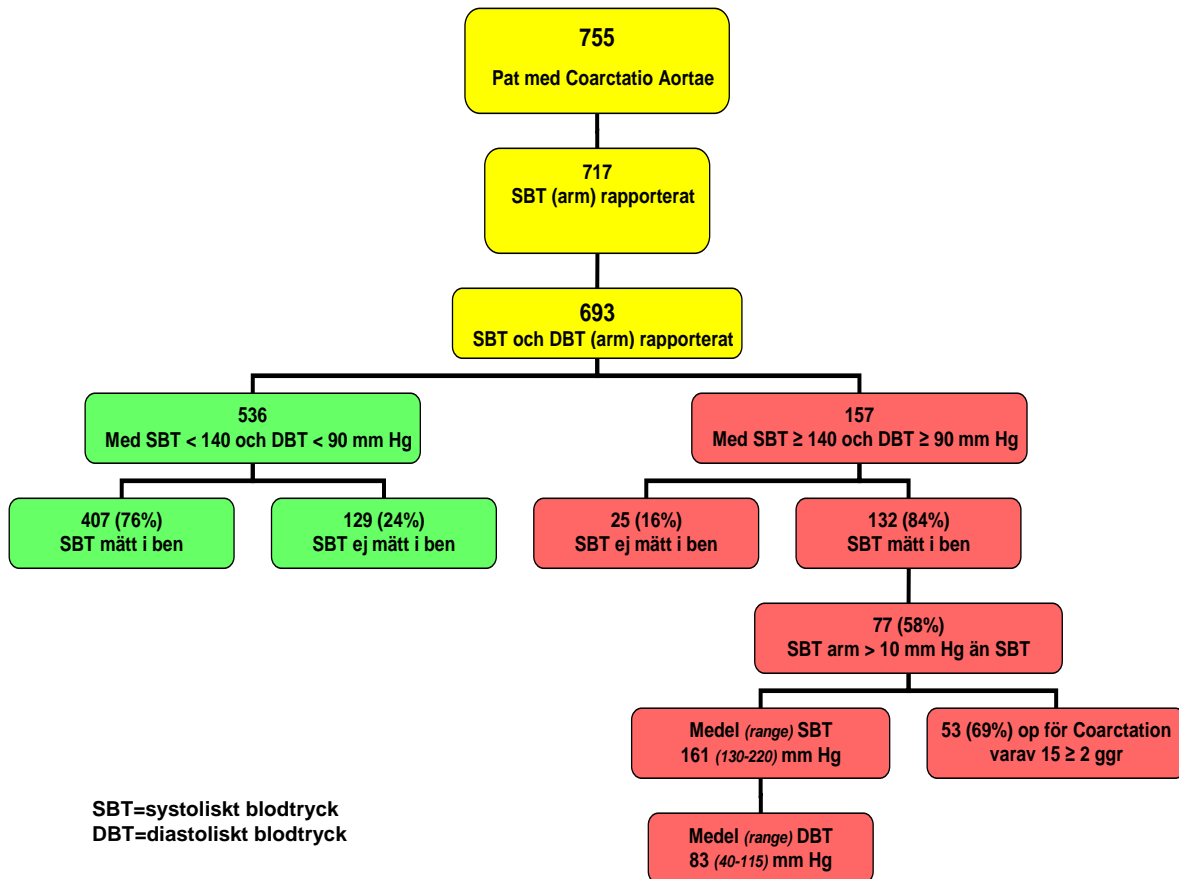 755
Pat med Coarctatio Aortae
717
SBT (arm) rapporterat
693
SBT och DBT (arm) rapporterat
536
Med SBT < 140 och DBT < 90 mm Hg
157
Med SBT ≥ 140 och DBT ≥ 90 mm Hg
407 (76%)
SBT mätt i ben
129 (24%)
SBT ej mätt i ben
25 (16%)
SBT ej mätt i ben
132 (84%)
SBT mätt i ben
77 (58%)
SBT arm > 10 mm Hg än SBT
Medel (range) SBT
161 (130-220) mm Hg
53 (69%) op för Coarctation
varav 15 ≥ 2 ggr
Medel (range) DBT
83 (40-115) mm Hg
SBT=systoliskt blodtryck
DBT=diastoliskt blodtryck